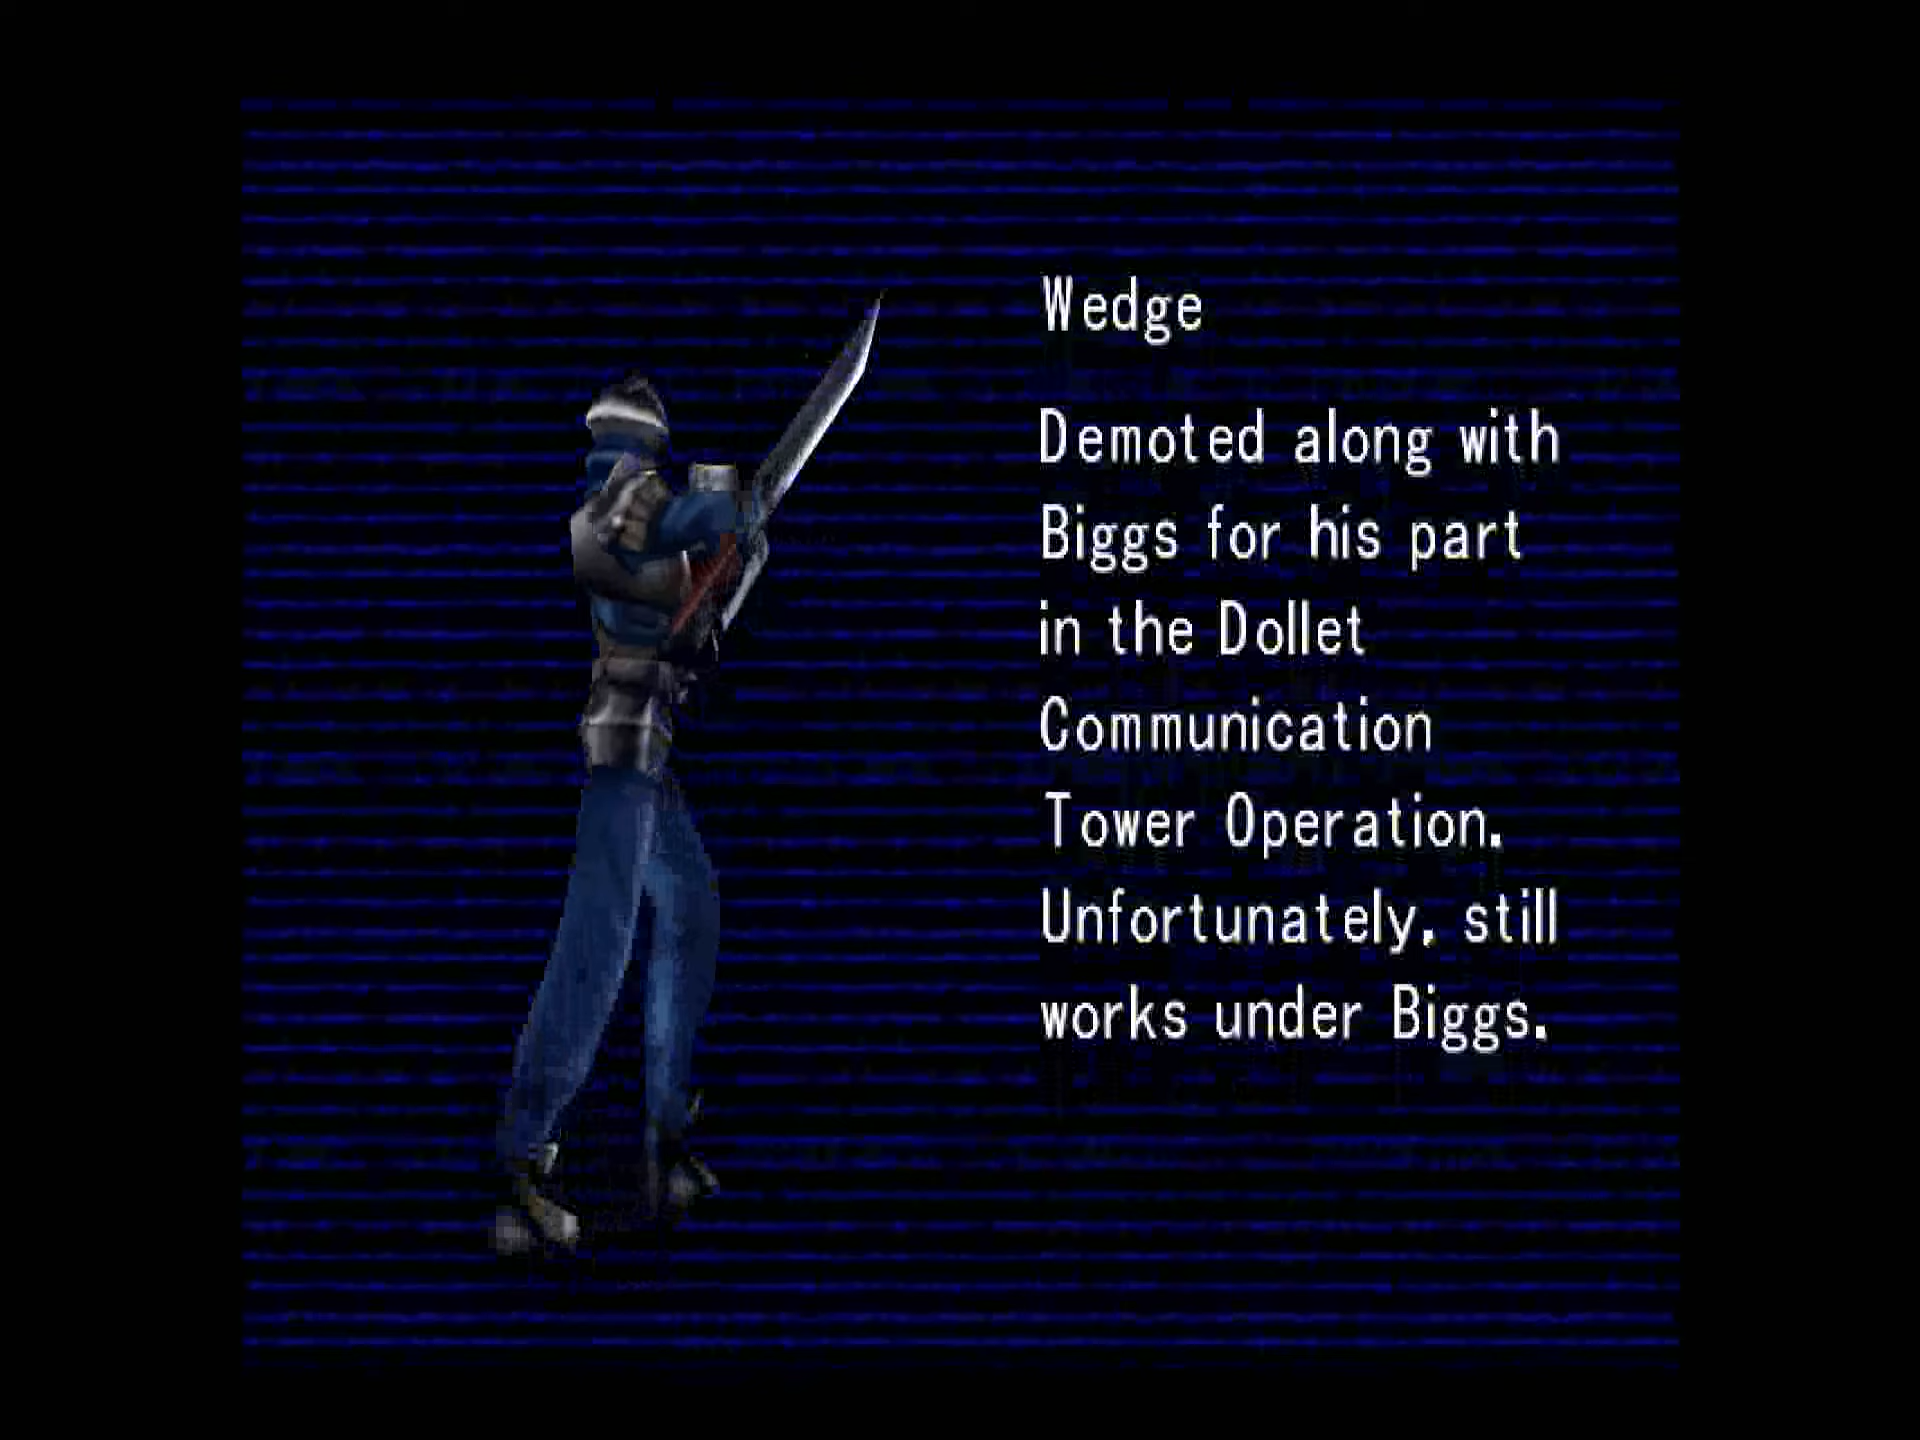 Wedge
Demoted along with
Biggs for his part
in the Dollet
Communication
Tower Operation.
Unfortunately, still
works under Biggs.